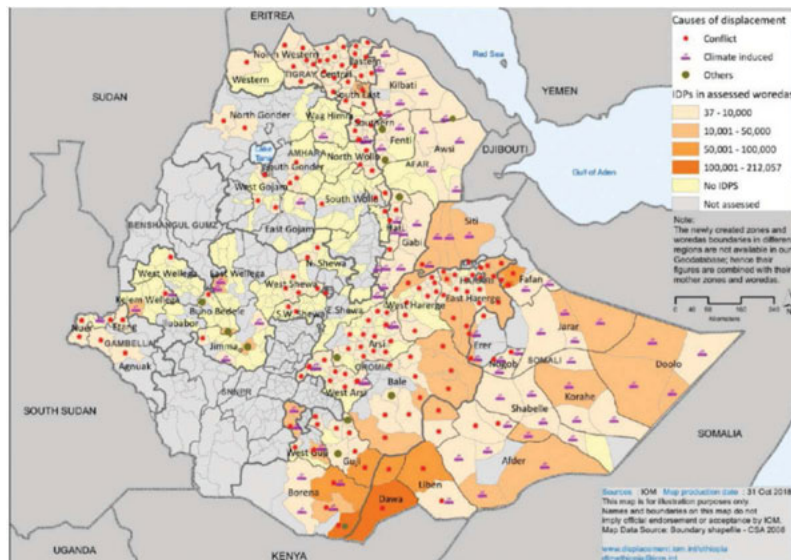 ERITREA
Red Sea
YEMEN
SUDAN
DJIBOUTI
Gulf of Aden
SOUTH SUDAN
SOMALIA
UGANDA
KENYA
North Western
Western
TIGRAY
Central
Eastern
South East
Southern
Kilbati
North Gonder
Wag Himra
Fenti
Awsi
AFAR
Lake
Tana
AMHARA
North Wollo
South Gonder
West Gojam
South Wollo
East Gojam
BENSHANGUL GUMZ
Gabi
Siti
N. Shewa
West Wellega
East Wellega
West Shewa
Kelem Wellega
Buno Bedele
S.W. Shewa
E. Shewa
West Harerge
East Harerge
Fafan
Nuer
Etang
GAMBELLA
Agnuak
Jimma
Arsi
OROMIA
Erer
Nogob
Jarar
SOMALI
Doolo
SNNPR
West Arsi
Bale
Korahe
Shabelle
West Guji
Guji
Afder
Liben
Borena
Dawa
Causes of displacement
Conflict
Climate induced
Others
IDPs in assessed woredas
37 - 10,000
10,001 - 50,000
50,001 - 100,000
100,001 - 212,057
No IDPS
Not assessed
Note:
The newly created zones and
woredas boundaries in different
regions are not available in our
Geodatabase; hence their
figures are combined with their
mother zones and woredas.
Kilometers
Sources : IOM Map production date : 31 Oct 2018
This map is for illustration purposes only.
Names and boundaries on this map do not
imply official endorsement or acceptance by IOM.
Map Data Source: Boundary shapefile - CSA 2008
www.displacement.iom.int/ethiopia